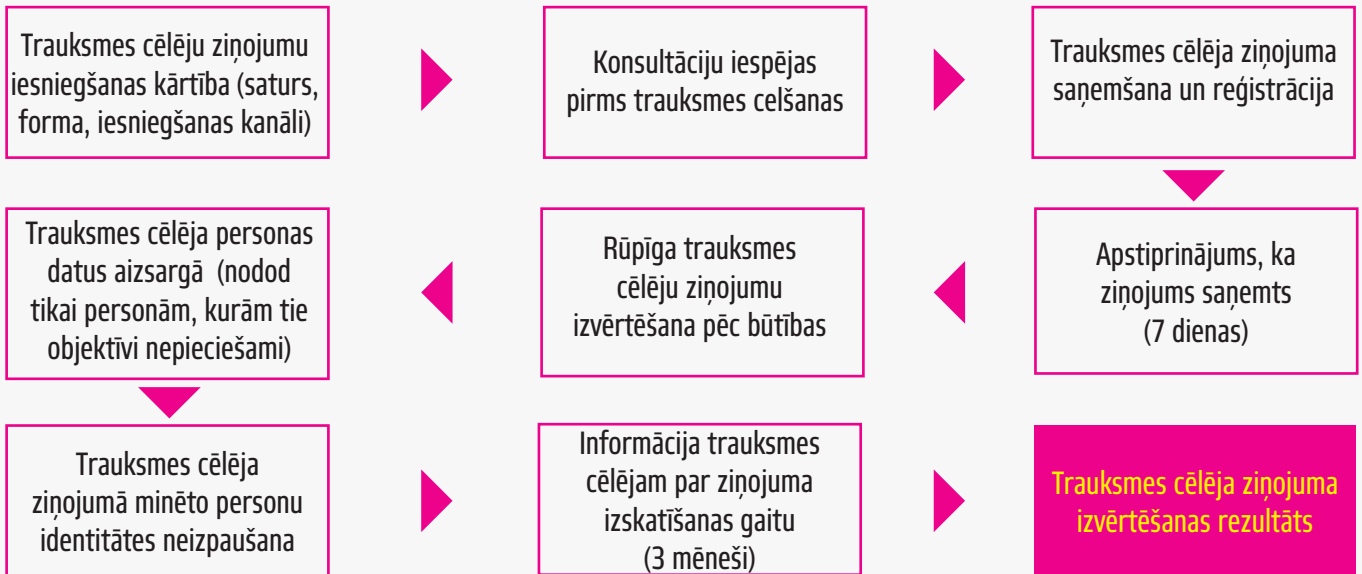 Trauksmes cēlēju ziņojumu
iesniegšanas kārtība (saturs,
forma, iesniegšanas kanāli)
Konsultāciju iespējas
pirms trauksmes celšanas
Trauksmes cēlēja ziņojuma
saņemšana un reģistrācija
Apstiprinājums, ka
ziņojums saņemts
(7 dienas)
Rūpīga trauksmes
cēlēju ziņojumu
izvērtēšana pēc būtības
Trauksmes cēlēja personas
datus aizsargā (nodod
tikai personām, kurām tie
objektīvi nepieciešami)
Trauksmes cēlēja
ziņojumā minēto personu
identitātes neizpaušana
Informācija trauksmes
cēlējam par ziņojuma
izskatīšanas gaitu
(3 mēneši)
Trauksmes cēlēja ziņojuma
izvērtēšanas rezultāts